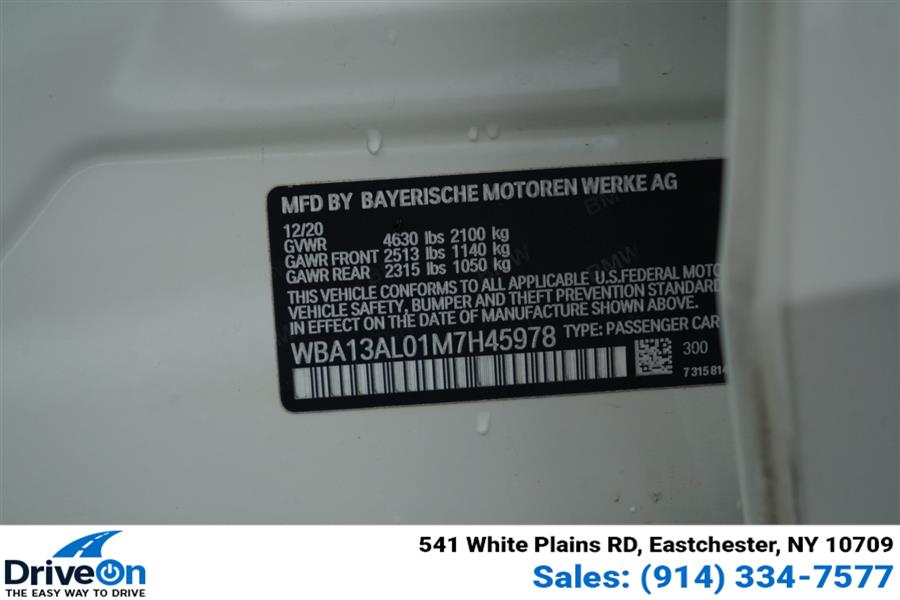 MFD BY BAYERISCHE MOTOREN WERKE AG
12/20
GVWR 4630 lbs 2100 kg
GAWR FRONT 2513 lbs 1140 kg
GAWR REAR 2315 lbs 1050 kg
THIS VEHICLE CONFORMS TO ALL APPLICABLE U.S.FEDERAL
VEHICLE SAFETY, BUMPER AND THEFT PREVENTION STANDARD
IN EFFECT ON THE DATE OF MANUFACTURE SHOWN ABOVE.
WBA13AL01M7H45978 TYPE: PASSENGER CAR
300
DriveOn
THE EASY WAY TO DRIVE
541 White Plains RD, Eastchester, NY 10709
Sales: (914) 334-7577